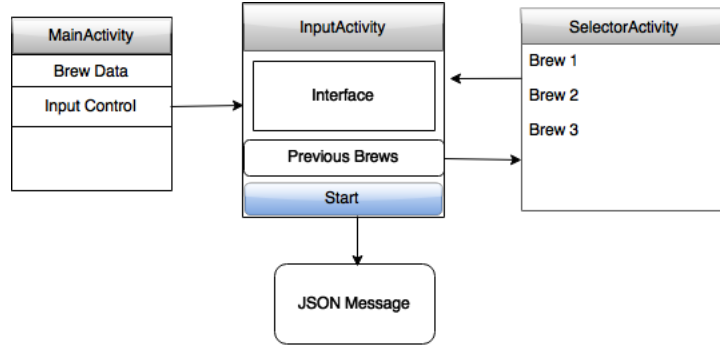 MainActivity
Brew Data
Input Control
InputActivity
Interface
Previous Brews
Start
SelectorActivity
Brew 1
Brew 2
Brew 3
JSON Message